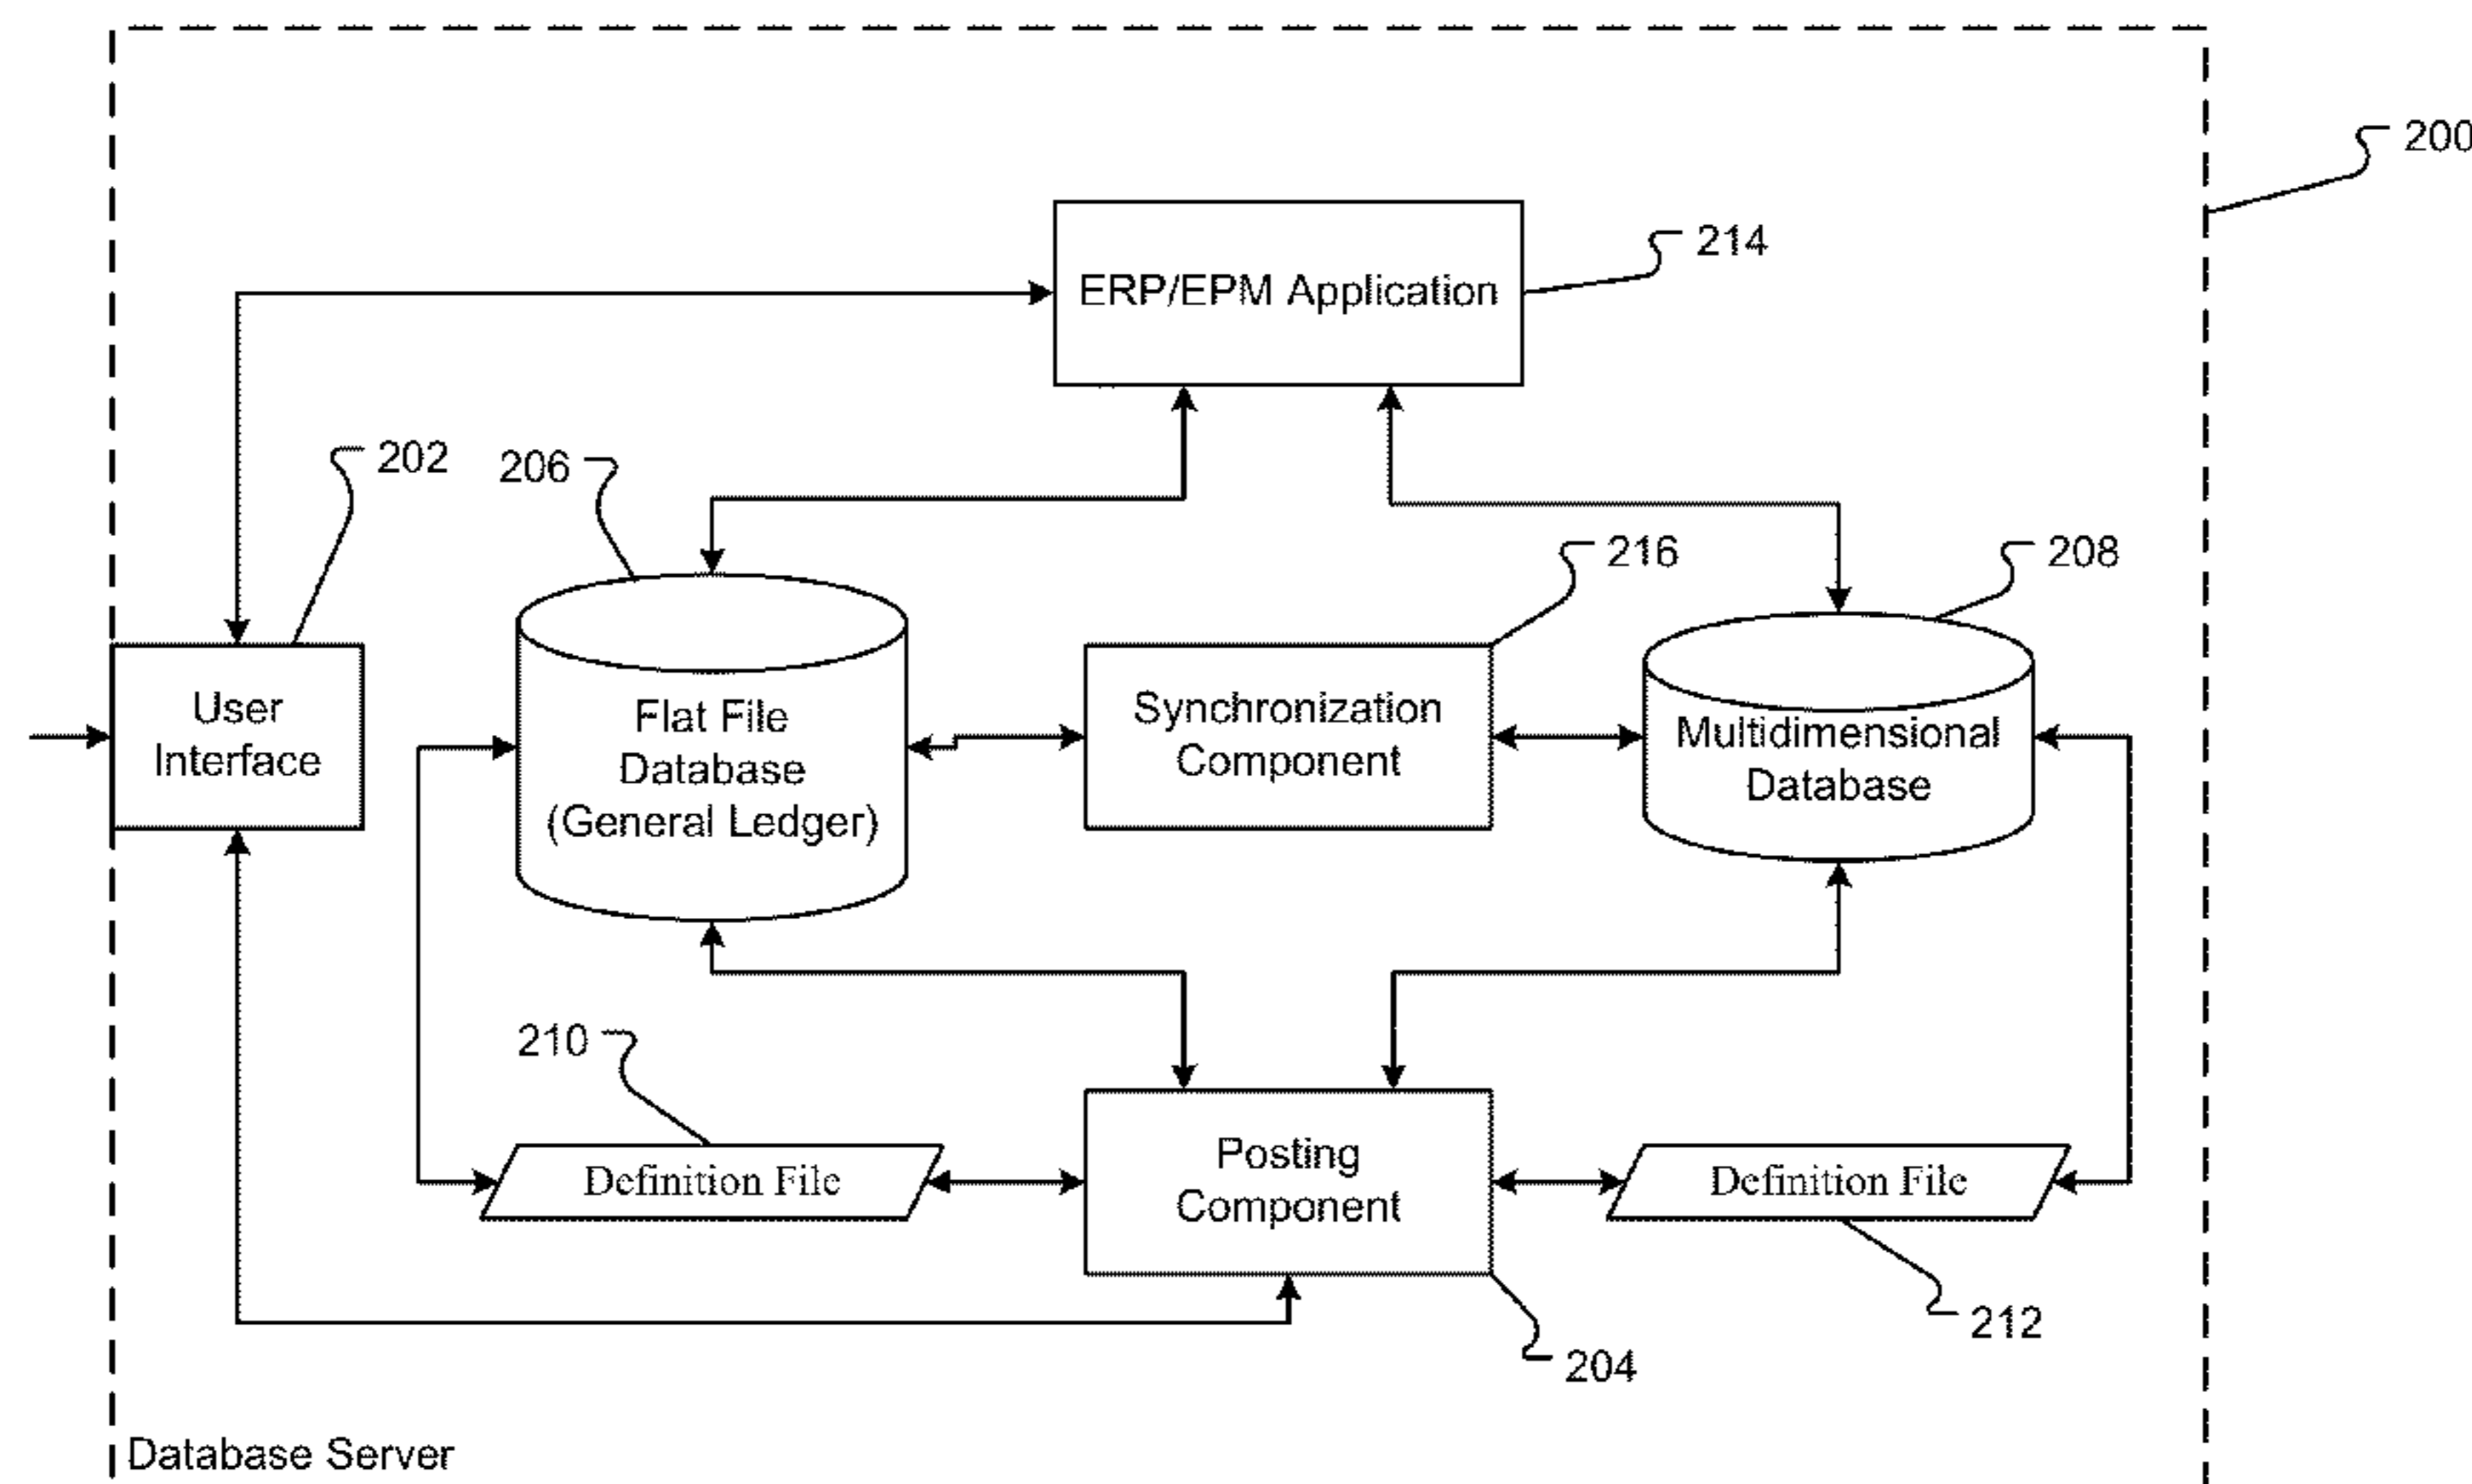 200
214
ERP/EPM Application
202
206
216
208
User
Interface
Flat File
Database
(General Ledger)
Synchronization
Component
Multidimensional
Database
210
Definition File
Posting
Component
Definition File
212
204
Database Server